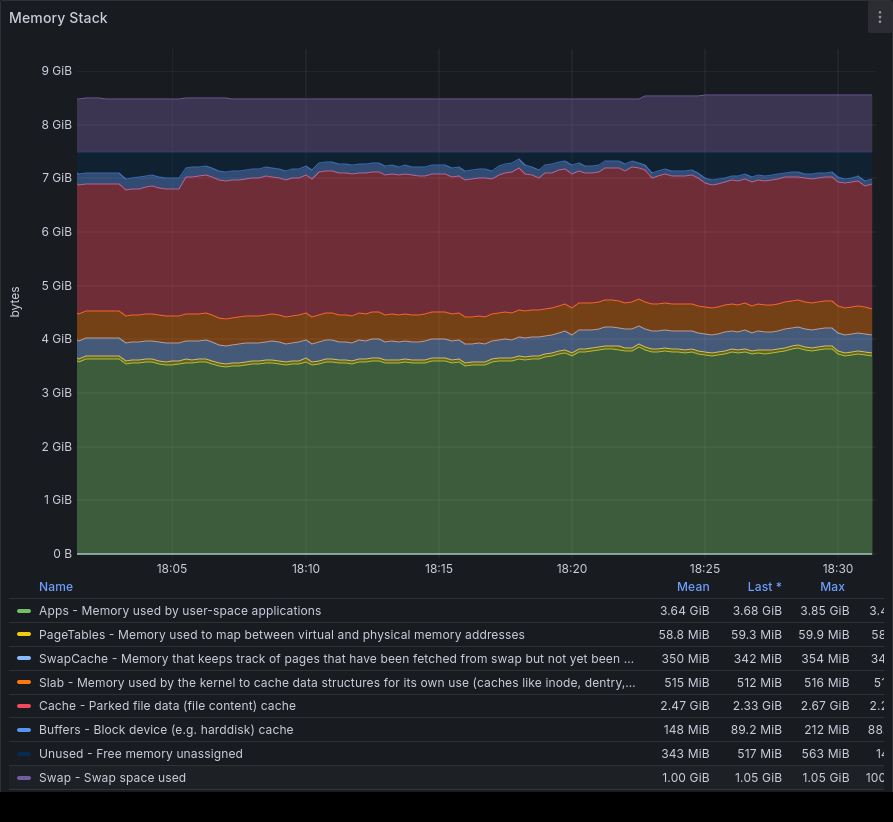 Memory Stack
9 GiB
8 GiB
7 GiB
6 GiB
5 GiB
bytes
4 GiB
3 GiB
2 GiB
1 GiB
0 B
18:05 18:10 18:15 18:20 18:25 18:30
Name Mean Last * Max
Apps - Memory used by user-space applications 3.64 GiB 3.68 GiB 3.85 GiB 3.4
PageTables - Memory used to map between virtual and physical memory addresses 58.8 MiB 59.3 MiB 59.9 MiB 58
SwapCache - Memory that keeps track of pages that have been fetched from swap but not yet been ... 350 MiB 342 MiB 354 MiB 34
Slab - Memory used by the kernel to cache data structures for its own use (caches like inode, dentry,... 515 MiB 512 MiB 516 MiB 51
Cache - Parked file data (file content) cache 2.47 GiB 2.33 GiB 2.67 GiB 2.2
Buffers - Block device (e.g. harddisk) cache 148 MiB 89.2 MiB 212 MiB 88
Unused - Free memory unassigned 343 MiB 517 MiB 563 MiB 14
Swap - Swap space used 1.00 GiB 1.05 GiB 1.05 GiB 100